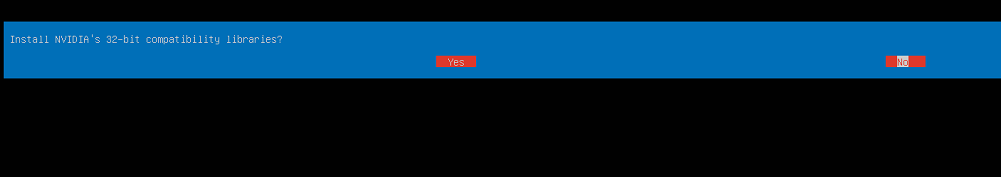 Install NVIDIA's 32-bit compatibility libraries?
Yes No